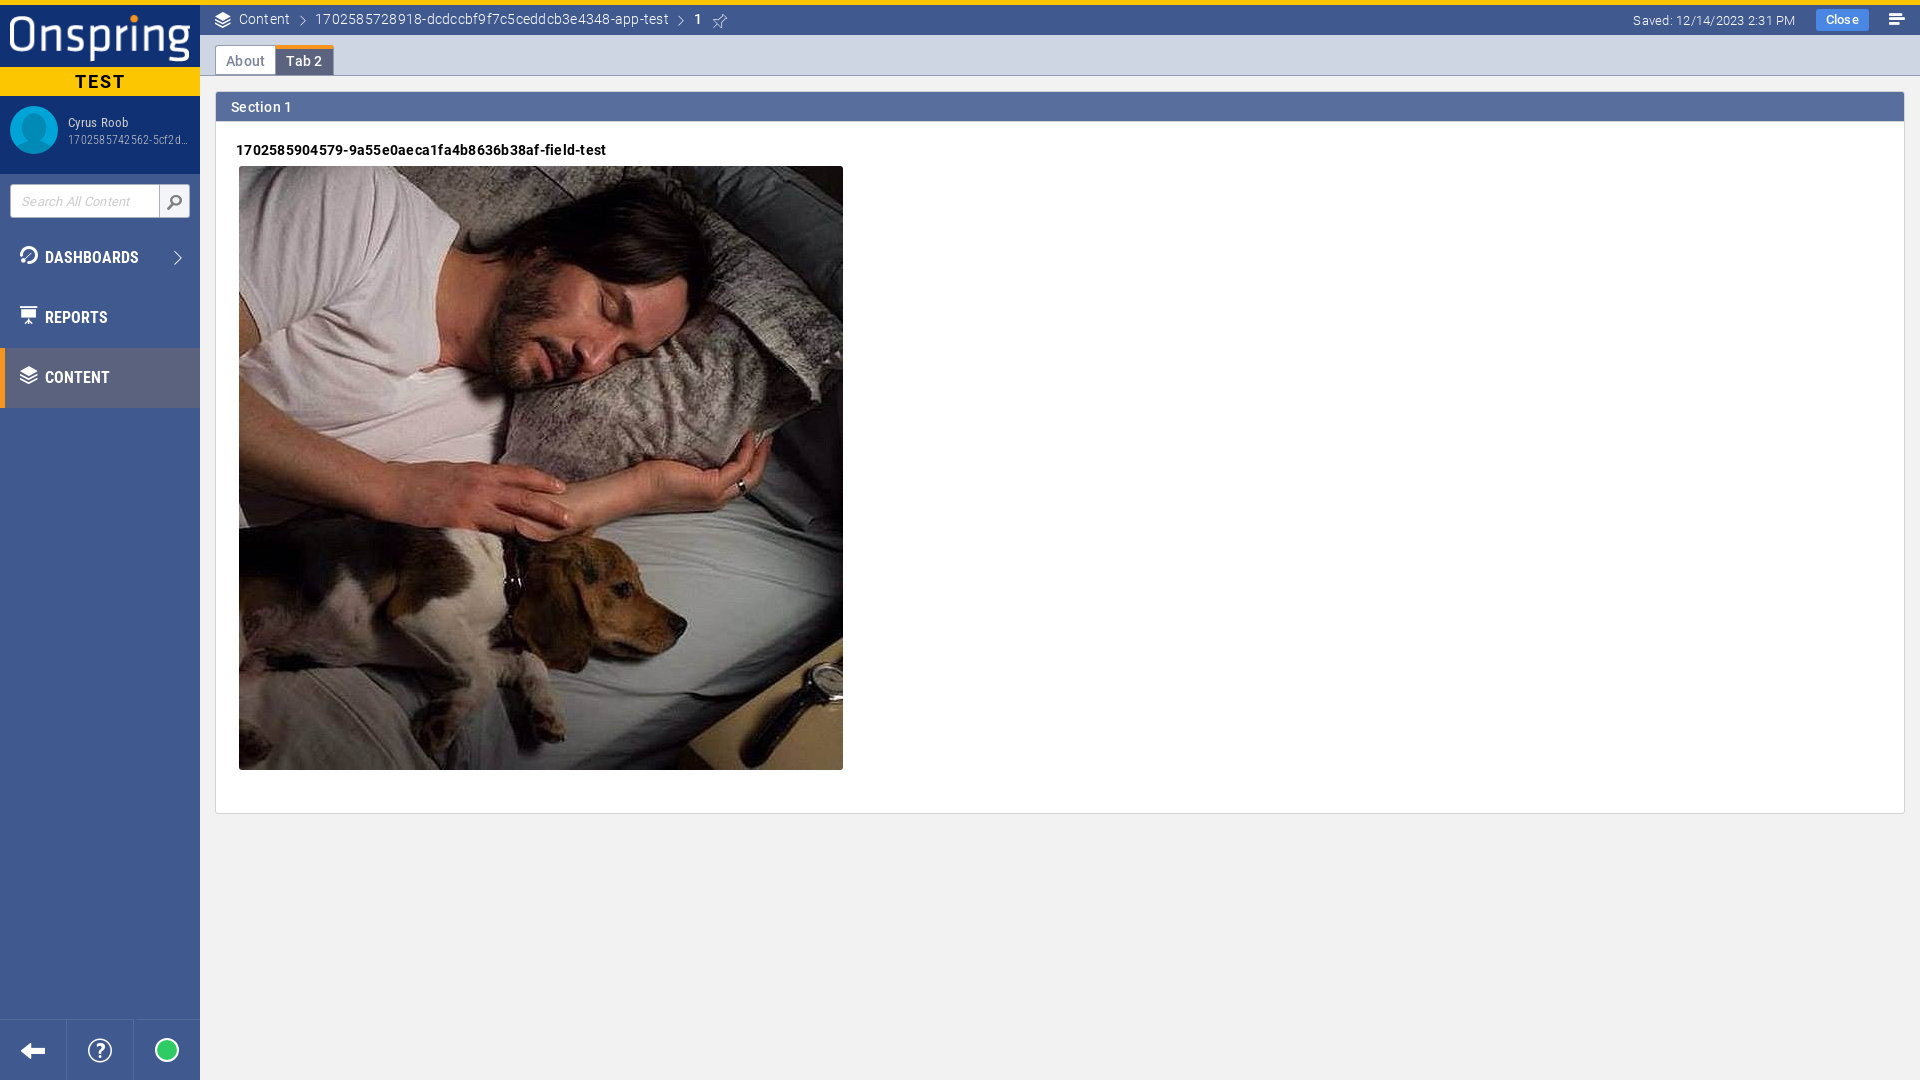 Onspring
TEST
Cyrus Roob
1702585742562-5cf2d...
Search All Content
DASHBOARDS
REPORTS
CONTENT
Content
1702585728918-dcdccbf9f7c5ceddcb3e4348-app-test
1
Saved: 12/14/2023 2:31 PM
Close
About
Tab 2
Section 1
1702585904579-9a55e0aeca1fa4b8636b38af-field-test